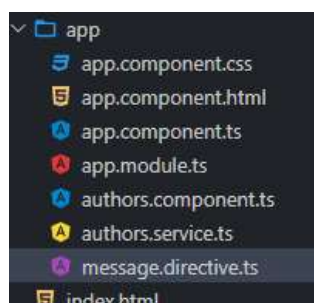 app
app.component.css
app.component.html
app.component.ts
app.module.ts
authors.component.ts
authors.service.ts
message.directive.ts
index.html